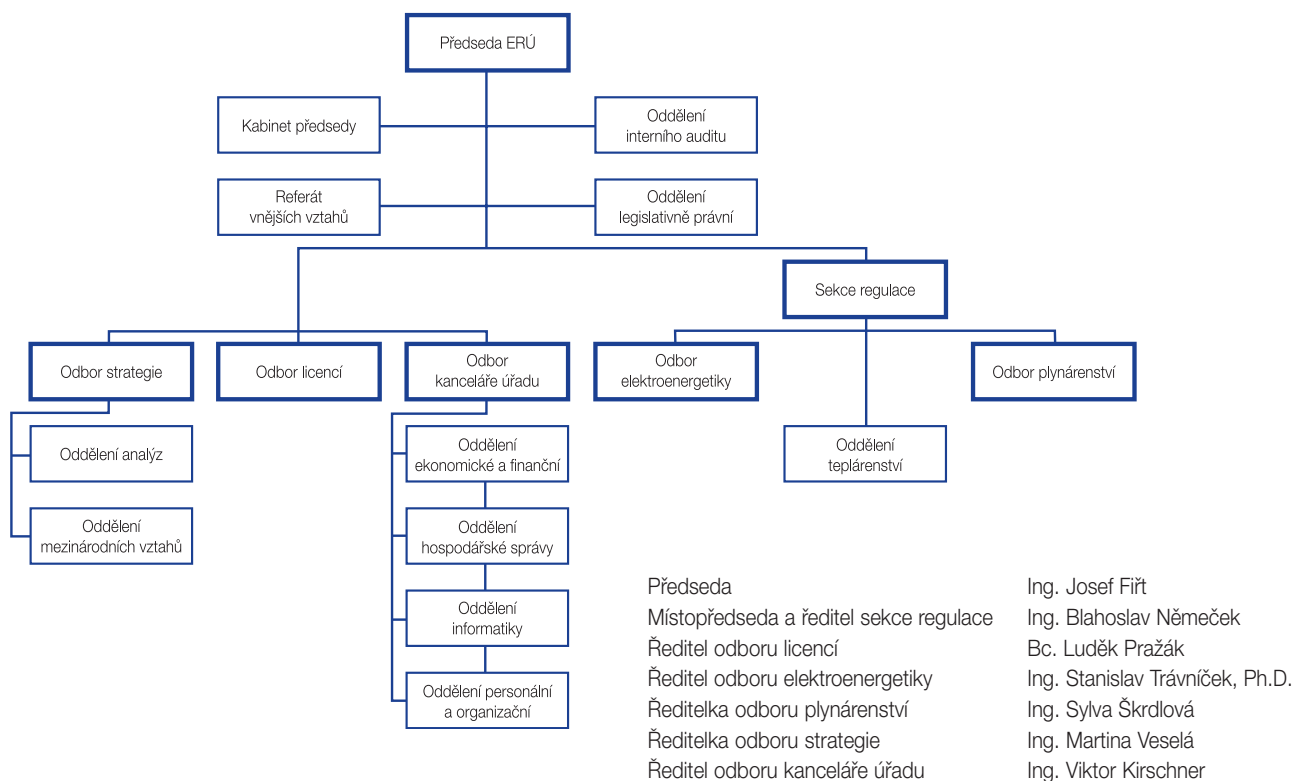 Předseda ERÚ
Kabinet předsedy
Oddělení
interního auditu
Referát
vnějších vztahů
Oddělení
legislativně právní
Sekce regulace
Odbor strategie
Odbor licencí
Odbor
kanceláře úřadu
Odbor
elektroenergetiky
Odbor plynárenství
Oddělení analýz
Oddělení
mezinárodních vztahů
Oddělení
ekonomické a finanční
Oddělení
hospodářské správy
Oddělení
informatiky
Oddělení personální
a organizační
Oddělení
teplárenství
Předseda Ing. Josef Fiřt
Místopředseda a ředitel sekce regulace Ing. Blahoslav Němeček
Ředitel odboru licencí Bc. Luděk Pražák
Ředitel odboru elektroenergetiky Ing. Stanislav Trávníček, Ph.D.
Ředitelka odboru plynárenství Ing. Sylva Škrdlová
Ředitelka odboru strategie Ing. Martina Veselá
Ředitel odboru kanceláře úřadu Ing. Viktor Kirschner